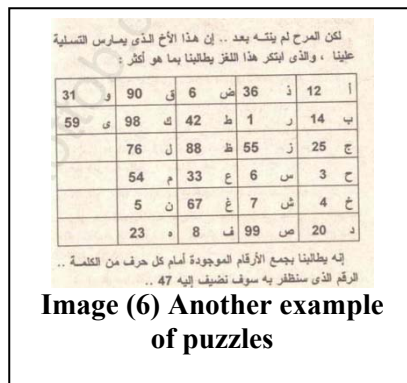 لكن المرح لم ينته بعد .. إن هذا الأخ الذى يمارس التسلية
علينا ، والذى ابتكر هذا اللغز يطالبنا بما هو أكثر :
أ 12 ذ 36 ض 6 ق 90 و 31
ب 14 ر 1 ط 42 ك 98 ى 59
ج 25 ز 55 ظ 88 ل 76
ح 3 س 6 ع 33 م 54
خ 4 ش 7 غ 67 ن 5
د 20 ص 99 ف 8 ه 23
إنه يطالبنا بجمع الأرقام الموجودة أمام كل حرف من الكلمة ..
الرقم الذى سنظفر به سوف نضيف إليه 47 ..
Image (6) Another example
of puzzles